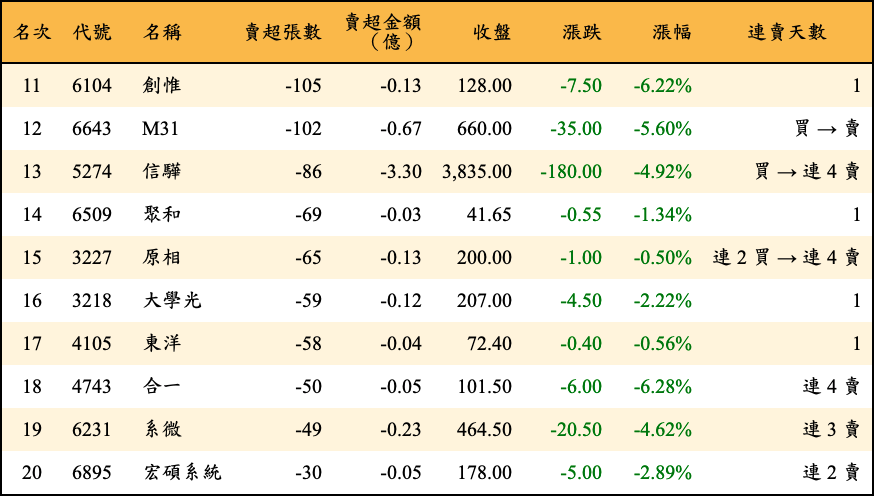 名次 代號 名稱 賣超張數 賣超金額（億） 收盤 漲跌 漲幅 連賣天數
11 6104 創惟 -105 -0.13 128.00 -7.50 -6.22% 1
12 6643 M31 -102 -0.67 660.00 -35.00 -5.60% 買 → 賣
13 5274 信驊 -86 -3.30 3,835.00 -180.00 -4.92% 買 → 連 4 賣
14 6509 聚和 -69 -0.03 41.65 -0.55 -1.34% 1
15 3227 原相 -65 -0.13 200.00 -1.00 -0.50% 連 2 買 → 連 4 賣
16 3218 大學光 -59 -0.12 207.00 -4.50 -2.22% 1
17 4105 東洋 -58 -0.04 72.40 -0.40 -0.56% 1
18 4743 合一 -50 -0.05 101.50 -6.00 -6.28% 連 4 賣
19 6231 系微 -49 -0.23 464.50 -20.50 -4.62% 連 3 賣
20 6895 宏碩系統 -30 -0.05 178.00 -5.00 -2.89% 連 2 賣